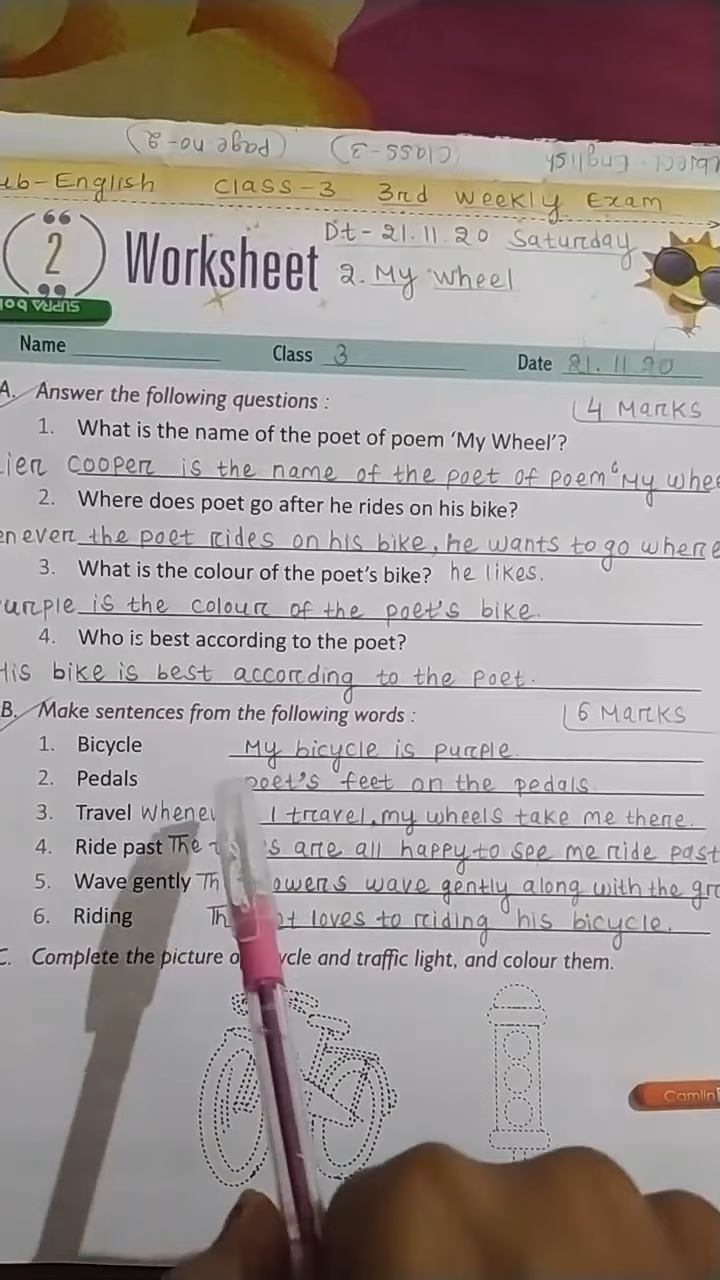 (Page no-2) (Class-3) English
English Class-3 3rd Weekly Exam
Dt-21.11.20 Saturday
2 Worksheet 2. My wheel
SUPRA
Name Class 3 Date 21.11.20
A. Answer the following questions : 4 Marks
1. What is the name of the poet of poem ‘My Wheel’?
Cooper is the name of the poet of poem ‘My
2. Where does poet go after he rides on his bike?
the poet rides on his bike, he wants to go where
3. What is the colour of the poet’s bike? he likes.
is the colour of the poet's bike.
4. Who is best according to the poet?
His bike is best according to the poet.
B. Make sentences from the following words : 6 Marks
1. Bicycle My bicycle is purple.
2. Pedals poet's feet on the pedals.
3. Travel I travel, my wheels take me there.
4. Ride past The are all happy to see me ride past
5. Wave gently wave gently along with the
6. Riding loves to riding his bicycle.
C. Complete the picture and traffic light, and colour them.
Camlin